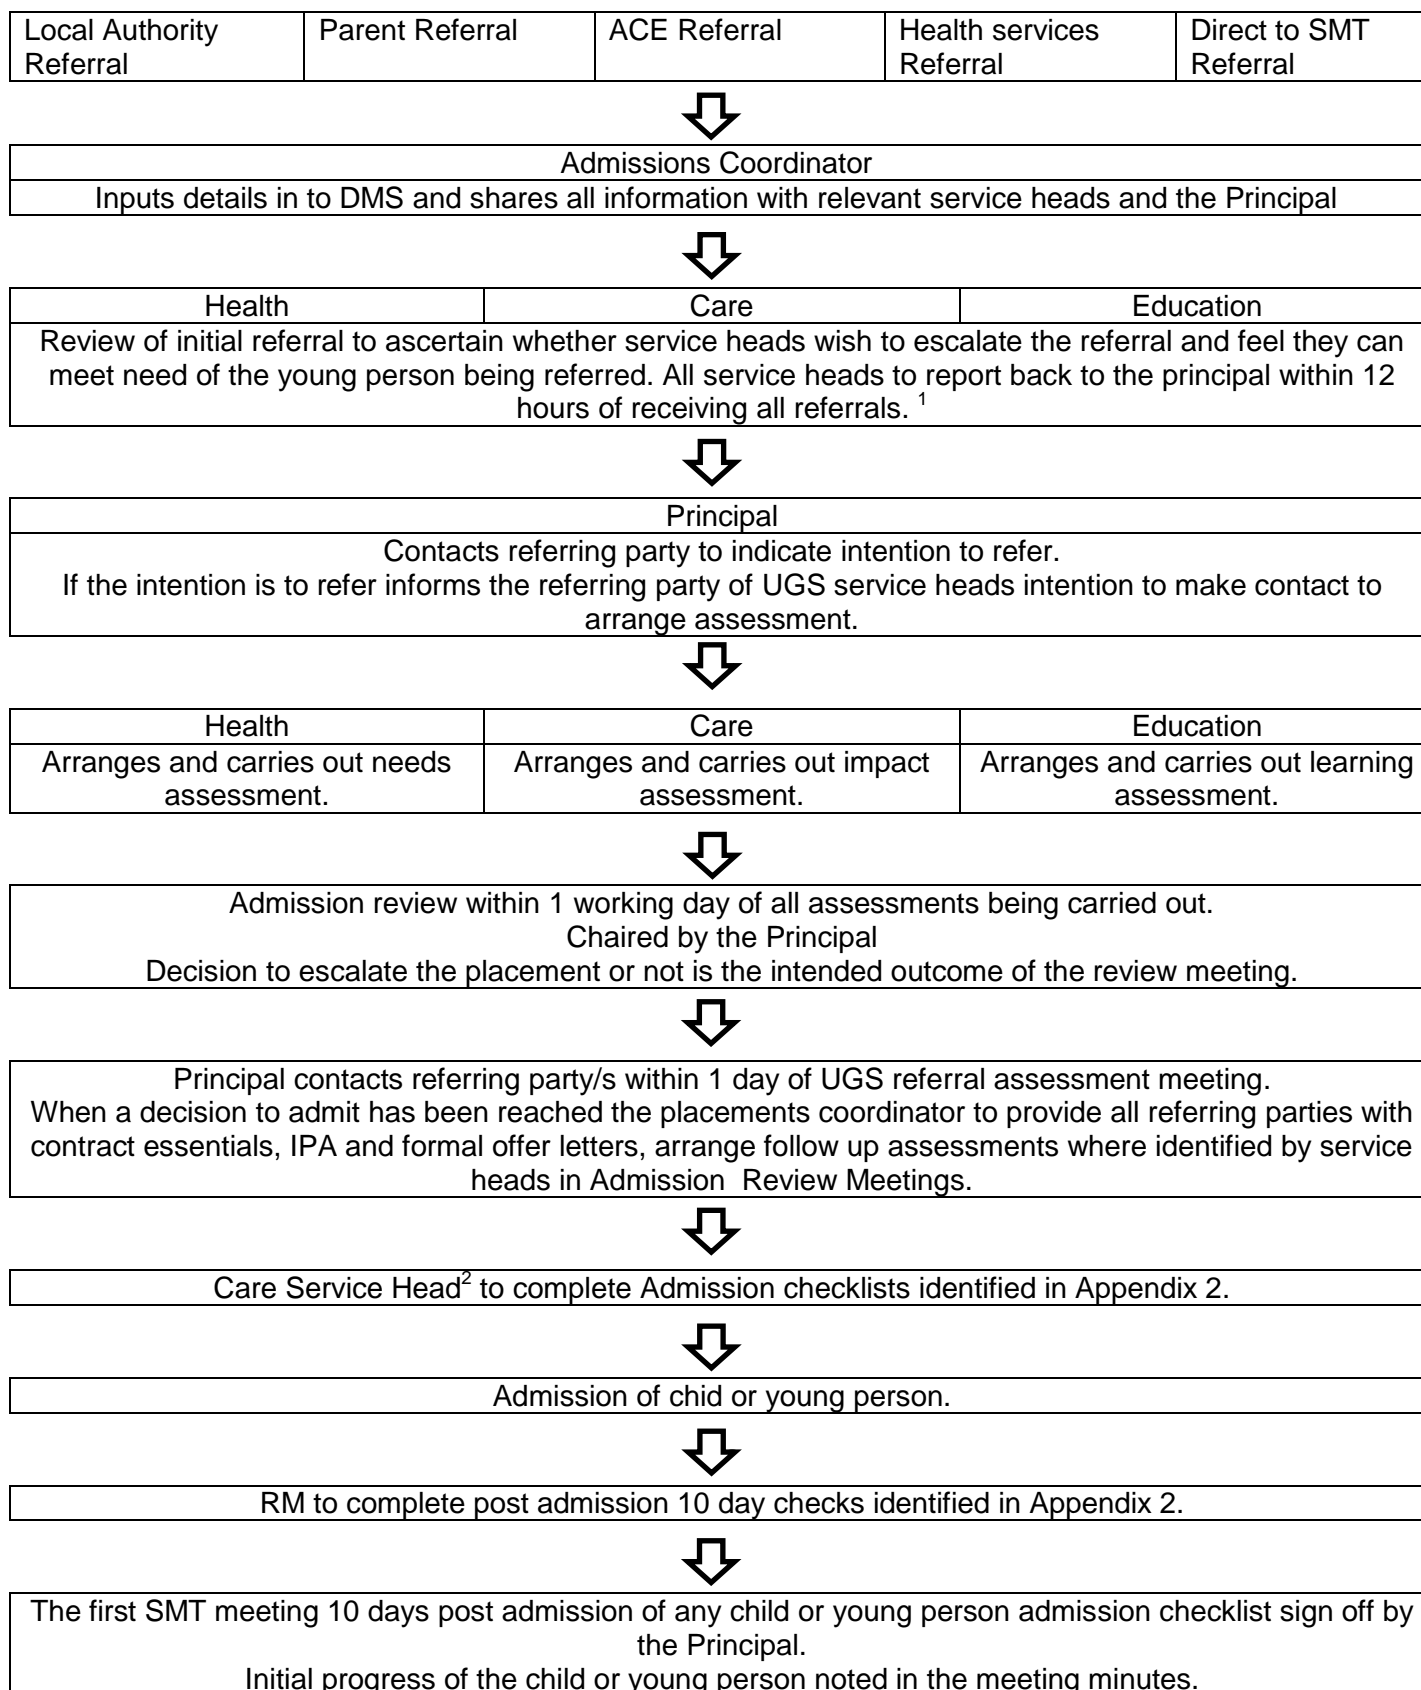 Local Authority Referral
Parent Referral
ACE Referral
Health services Referral
Direct to SMT Referral
Admissions Coordinator
Inputs details in to DMS and shares all information with relevant service heads and the Principal
Health
Care
Education
Review of initial referral to ascertain whether service heads wish to escalate the referral and feel they can
meet need of the young person being referred. All service heads to report back to the principal within 12
hours of receiving all referrals. 1
Principal
Contacts referring party to indicate intention to refer.
If the intention is to refer informs the referring party of UGS service heads intention to make contact to
arrange assessment.
Health
Care
Education
Arranges and carries out needs
assessment.
Arranges and carries out impact
assessment.
Arranges and carries out learning
assessment.
Admission review within 1 working day of all assessments being carried out.
Chaired by the Principal
Decision to escalate the placement or not is the intended outcome of the review meeting.
Principal contacts referring party/s within 1 day of UGS referral assessment meeting.
When a decision to admit has been reached the placements coordinator to provide all referring parties with
contract essentials, IPA and formal offer letters, arrange follow up assessments where identified by service
heads in Admission Review Meetings.
Care Service Head2 to complete Admission checklists identified in Appendix 2.
Admission of chid or young person.
RM to complete post admission 10 day checks identified in Appendix 2.
The first SMT meeting 10 days post admission of any child or young person admission checklist sign off by
the Principal.
Initial progress of the child or young person noted in the meeting minutes.